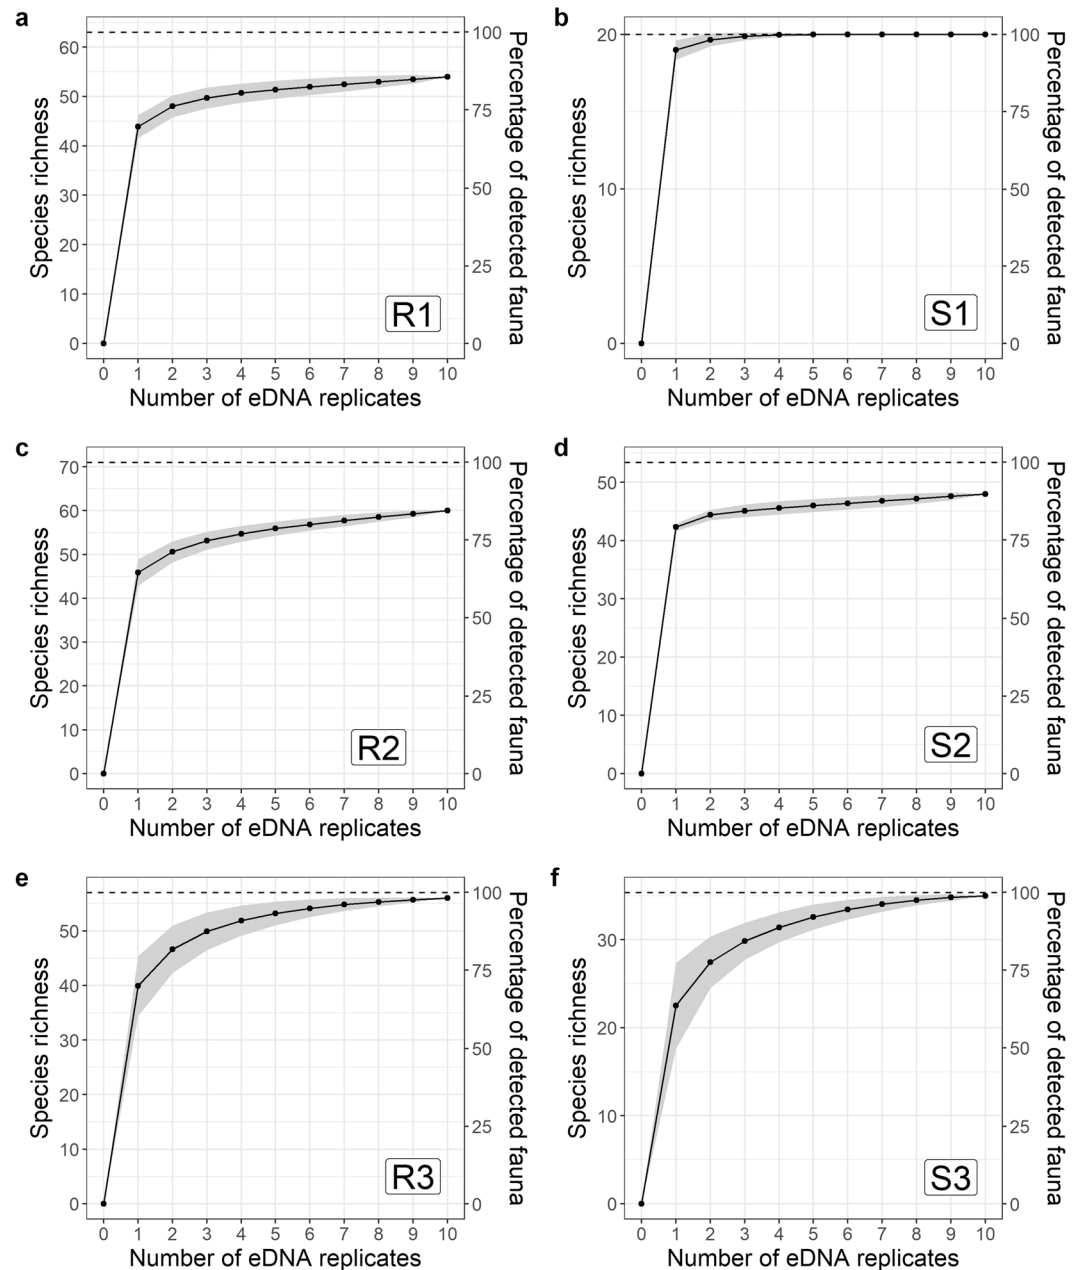 a
Species richness
60
50
40
30
20
10
0
0 1 2 3 4 5 6 7 8 9 10
Number of eDNA replicates
100
75
50
25
0
Percentage of detected fauna
R1
b
Species richness
20
10
0
0 1 2 3 4 5 6 7 8 9 10
Number of eDNA replicates
100
75
50
25
0
Percentage of detected fauna
S1
c
Species richness
70
60
50
40
30
20
10
0
0 1 2 3 4 5 6 7 8 9 10
Number of eDNA replicates
100
75
50
25
0
Percentage of detected fauna
R2
d
Species richness
50
40
30
20
10
0
0 1 2 3 4 5 6 7 8 9 10
Number of eDNA replicates
100
75
50
25
0
Percentage of detected fauna
S2
e
Species richness
50
40
30
20
10
0
0 1 2 3 4 5 6 7 8 9 10
Number of eDNA replicates
100
75
50
25
0
Percentage of detected fauna
R3
f
Species richness
30
20
10
0
0 1 2 3 4 5 6 7 8 9 10
Number of eDNA replicates
100
75
50
25
0
Percentage of detected fauna
S3